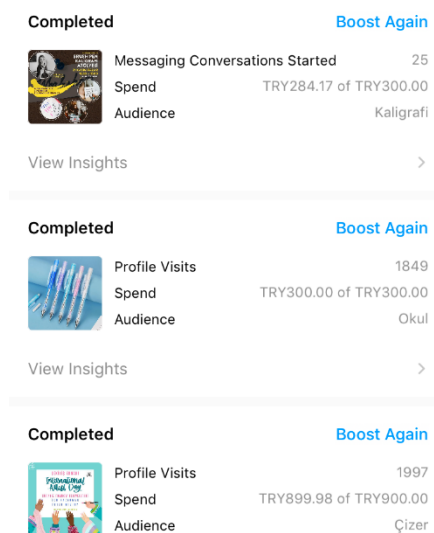 Completed Boost Again
Messaging Conversations Started 25
Spend TRY284.17 of TRY300.00
Audience Kaligrafi
View Insights
Completed Boost Again
Profile Visits 1849
Spend TRY300.00 of TRY300.00
Audience Okul
View Insights
Completed Boost Again
International
Profile Visits 1997
Spend TRY899.98 of TRY900.00
Audience Çizer